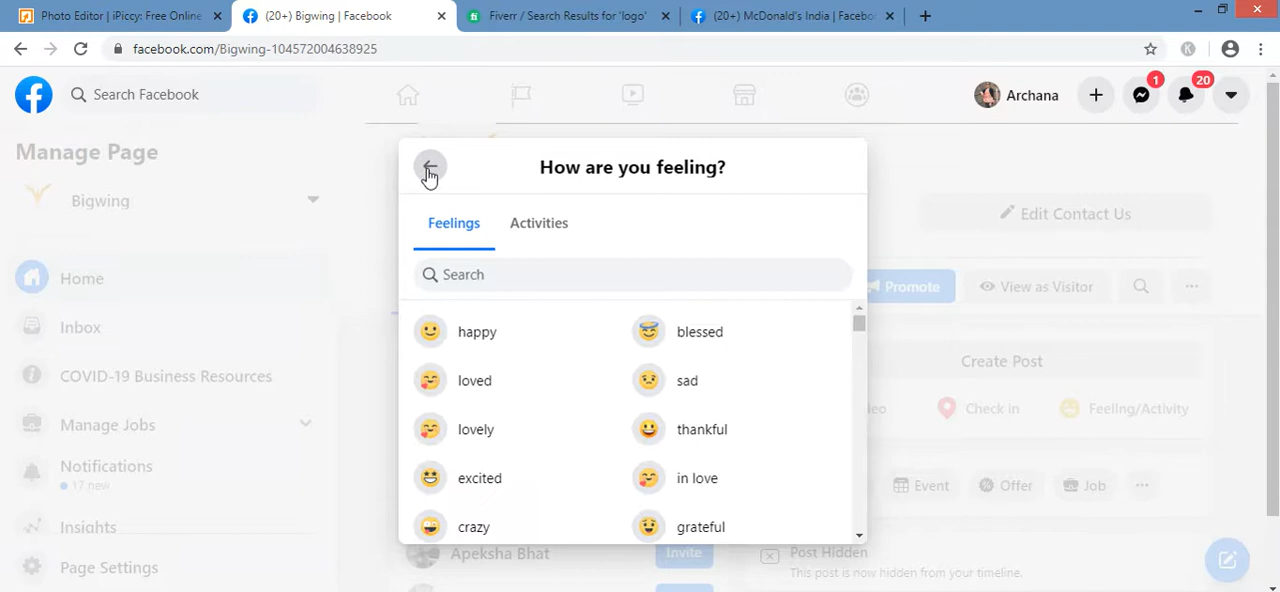 Photo Editor | iPiccy: Free Online
(20+) Bigwing | Facebook
Fiverr / Search Results for 'logo'
(20+) McDonald's India | Facebo
facebook.com/Bigwing-104572004638925
Search Facebook
Archana
1
20
Manage Page
Bigwing
Home
Inbox
COVID-19 Business Resources
Manage Jobs
Notifications
17 new
Insights
Page Settings
How are you feeling?
Feelings
Activities
Search
happy
blessed
loved
sad
lovely
thankful
excited
in love
crazy
grateful
Edit Contact Us
Promote
View as Visitor
Create Post
Check in
Feeling/Activity
Event
Offer
Job
Apeksha Bhat
Invite
Post Hidden
This post is now hidden from your timeline.